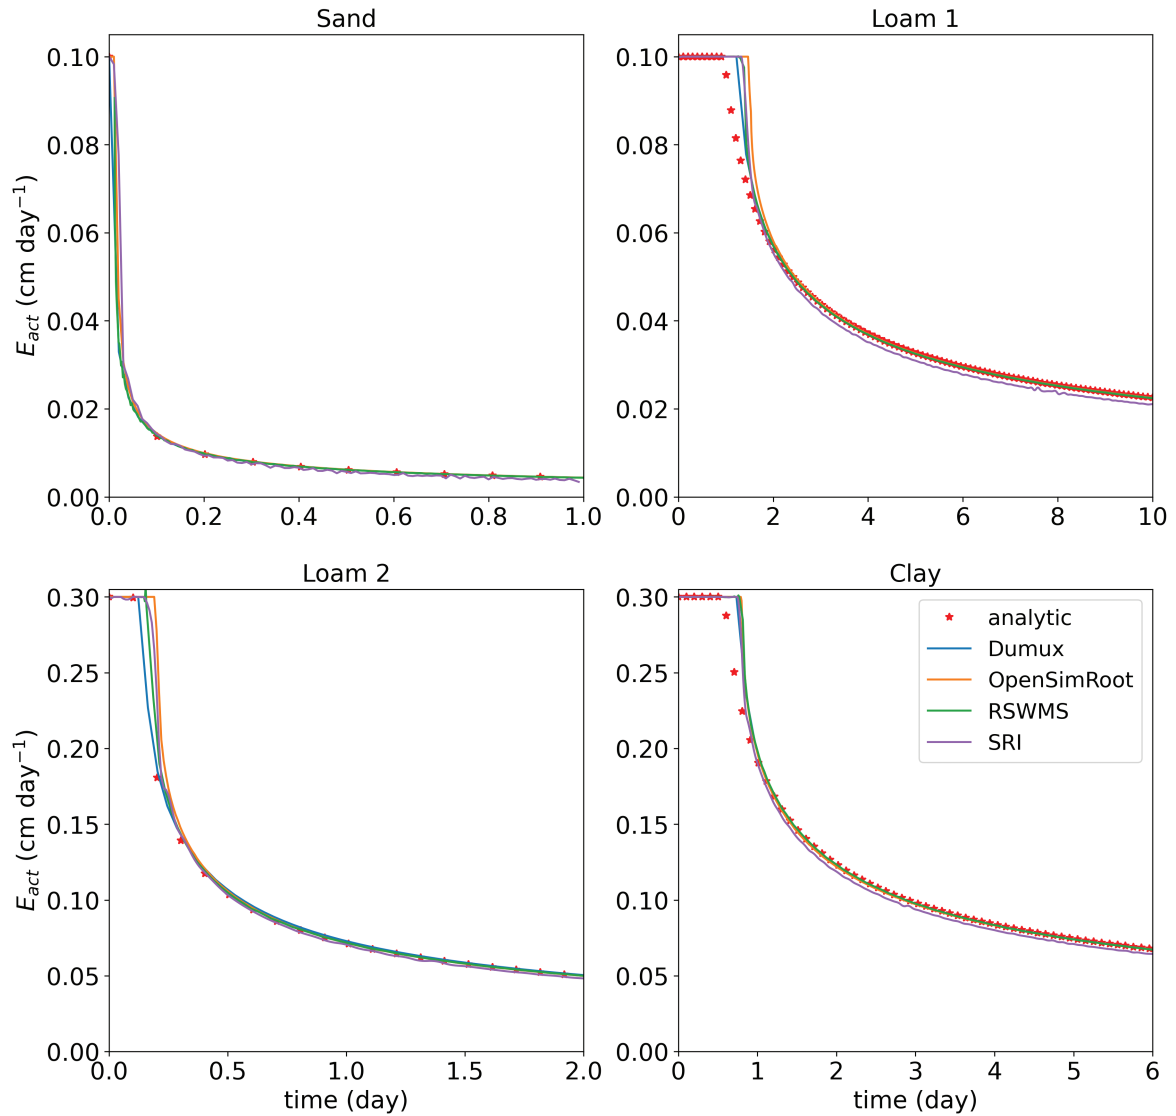 Sand
Loam 1
0.10
0.08
0.06
0.04
0.02
0.00
E_act (cm day⁻¹)
0.0 0.2 0.4 0.6 0.8 1.0
0.10
0.08
0.06
0.04
0.02
0.00
0 2 4 6 8 10
Loam 2
Clay
0.30
0.25
0.20
0.15
0.10
0.05
0.00
E_act (cm day⁻¹)
0.0 0.5 1.0 1.5 2.0
time (day)
0.30
0.25
0.20
0.15
0.10
0.05
0.00
analytic
Dumux
OpenSimRoot
RSWMS
SRI
0 1 2 3 4 5 6
time (day)